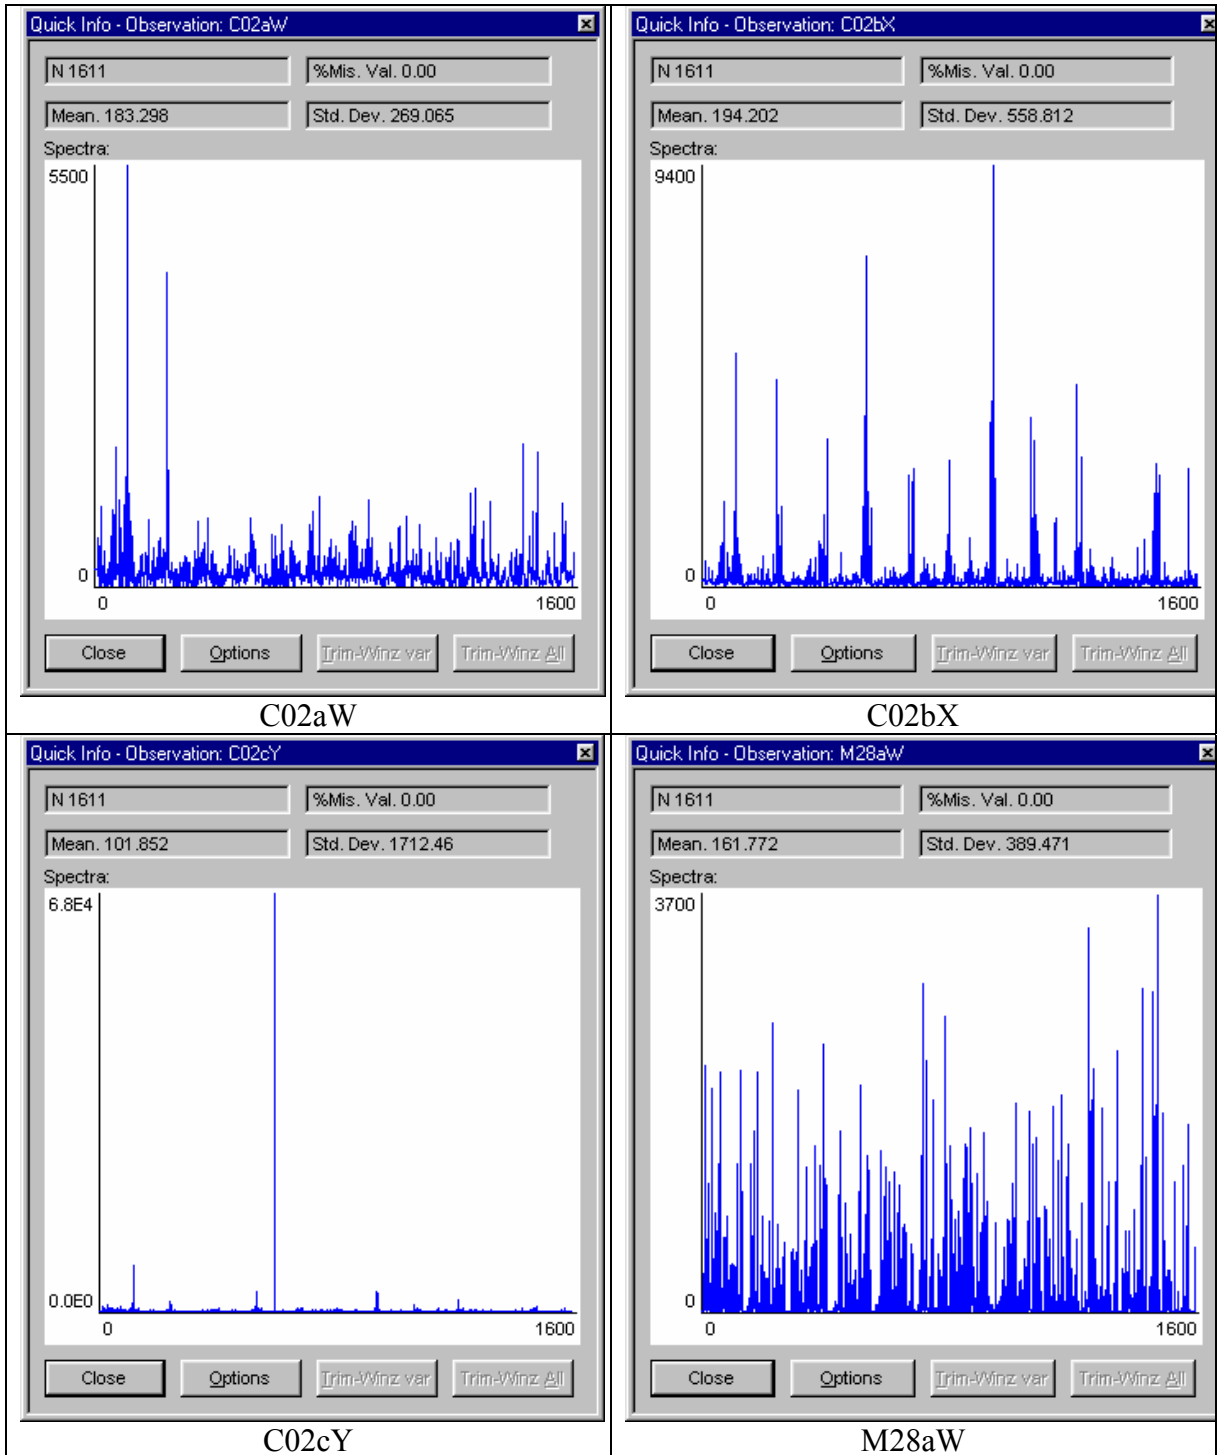 Quick Info - Observation: C02aW
N 1611
%Mis. Val. 0.00
Mean. 183.298
Std. Dev. 269.065
Spectra:
5500
0
0
1600
Close
Options
Trim-Winz var
Trim-Winz All
C02aW
Quick Info - Observation: C02bX
N 1611
%Mis. Val. 0.00
Mean. 194.202
Std. Dev. 558.812
Spectra:
9400
0
0
1600
Close
Options
Trim-Winz var
Trim-Winz All
C02bX
Quick Info - Observation: C02cY
N 1611
%Mis. Val. 0.00
Mean. 101.852
Std. Dev. 1712.46
Spectra:
6.8E4
0.0E0
0
1600
Close
Options
Trim-Winz var
Trim-Winz All
C02cY
Quick Info - Observation: M28aW
N 1611
%Mis. Val. 0.00
Mean. 161.772
Std. Dev. 389.471
Spectra:
3700
0
0
1600
Close
Options
Trim-Winz var
Trim-Winz All
M28aW